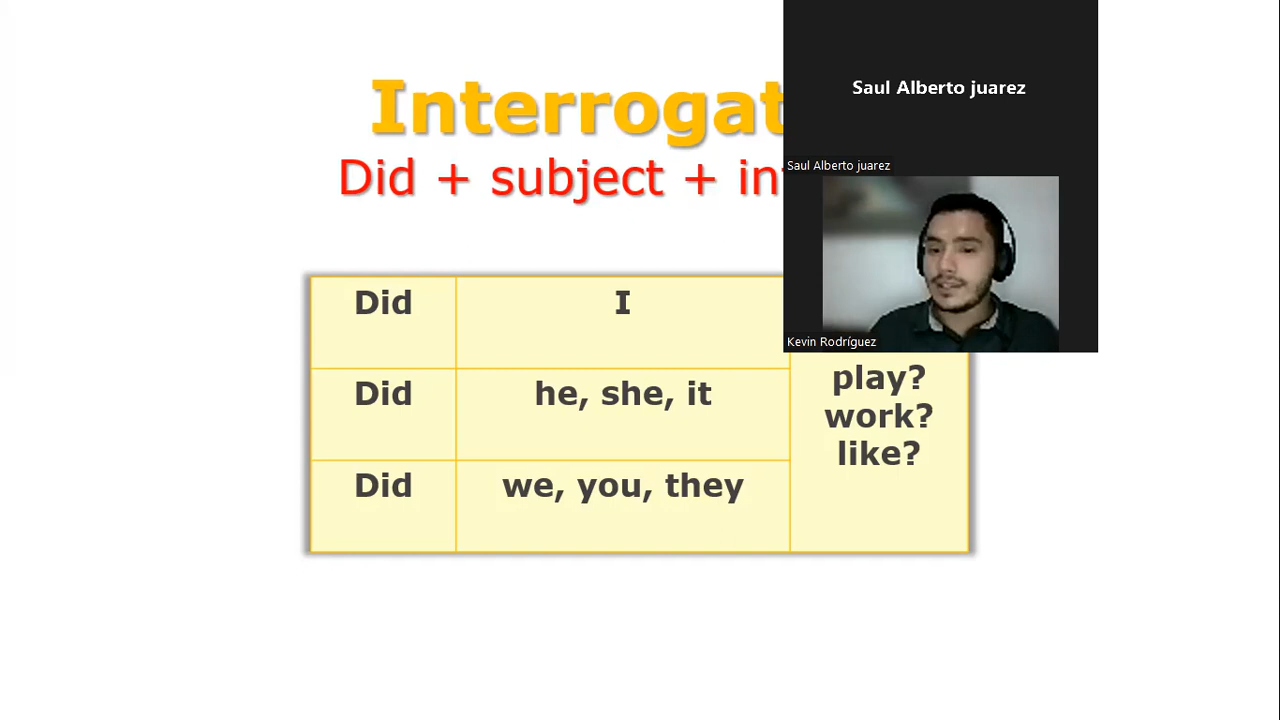 Interrogat
Did + subject + in
Saul Alberto juarez
Saul Alberto juarez
Kevin Rodríguez
Did I
Did he, she, it
Did we, you, they
play?
work?
like?